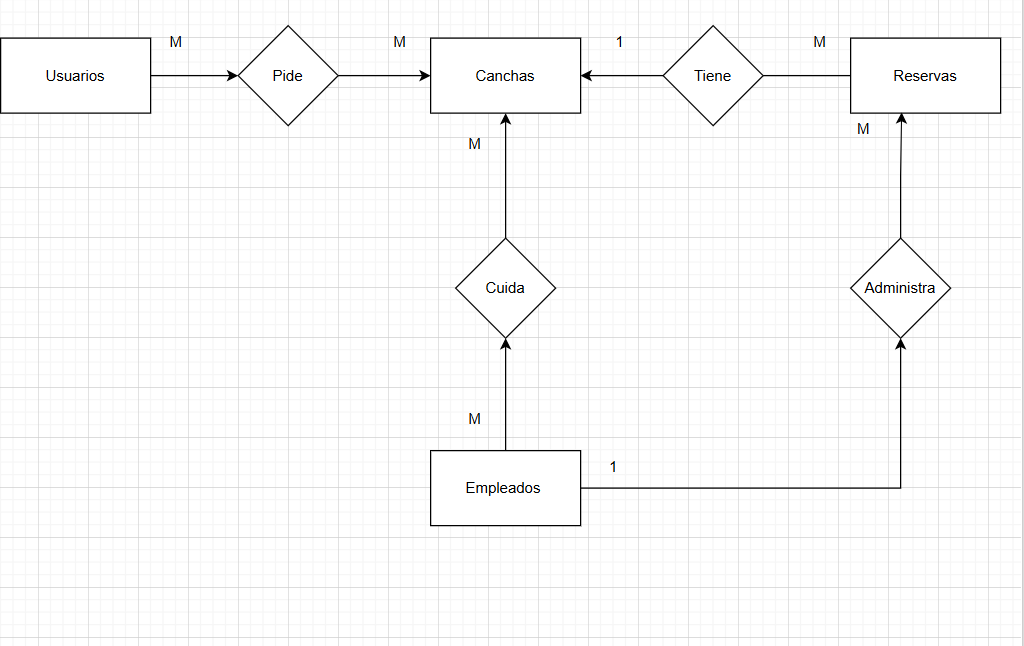 M
M
1
M
Usuarios
Pide
Canchas
Tiene
Reservas
M
M
Cuida
Administra
M
1
Empleados